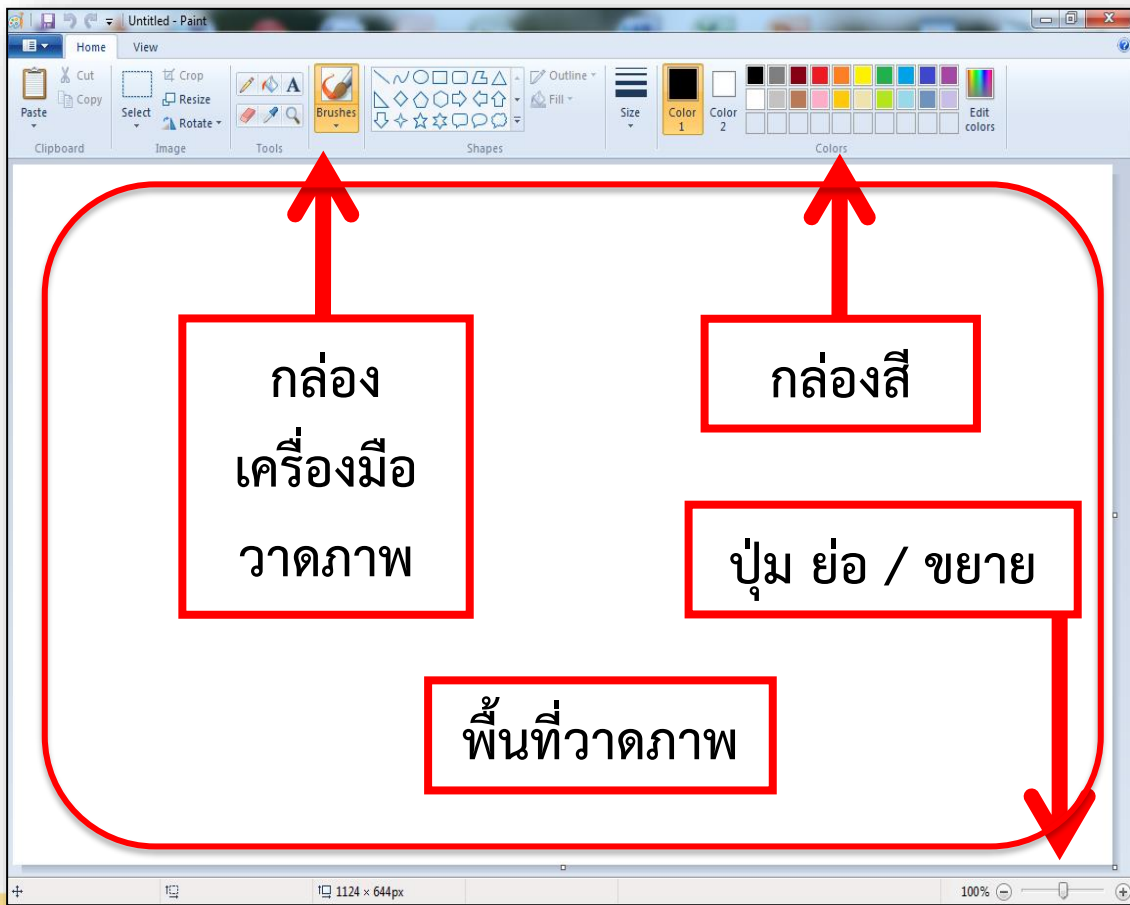 Untitled - Paint
Home View
Cut
Copy
Paste
Clipboard
Select
Crop
Resize
Rotate
Image
A
Tools
Brushes
Outline
Fill
Shapes
Size
Color 1
Color 2
Edit colors
Colors
กล่อง
เครื่องมือ
วาดภาพ
กล่องสี
ปุ่ม ย่อ / ขยาย
พื้นที่วาดภาพ
1124 × 644px
100%